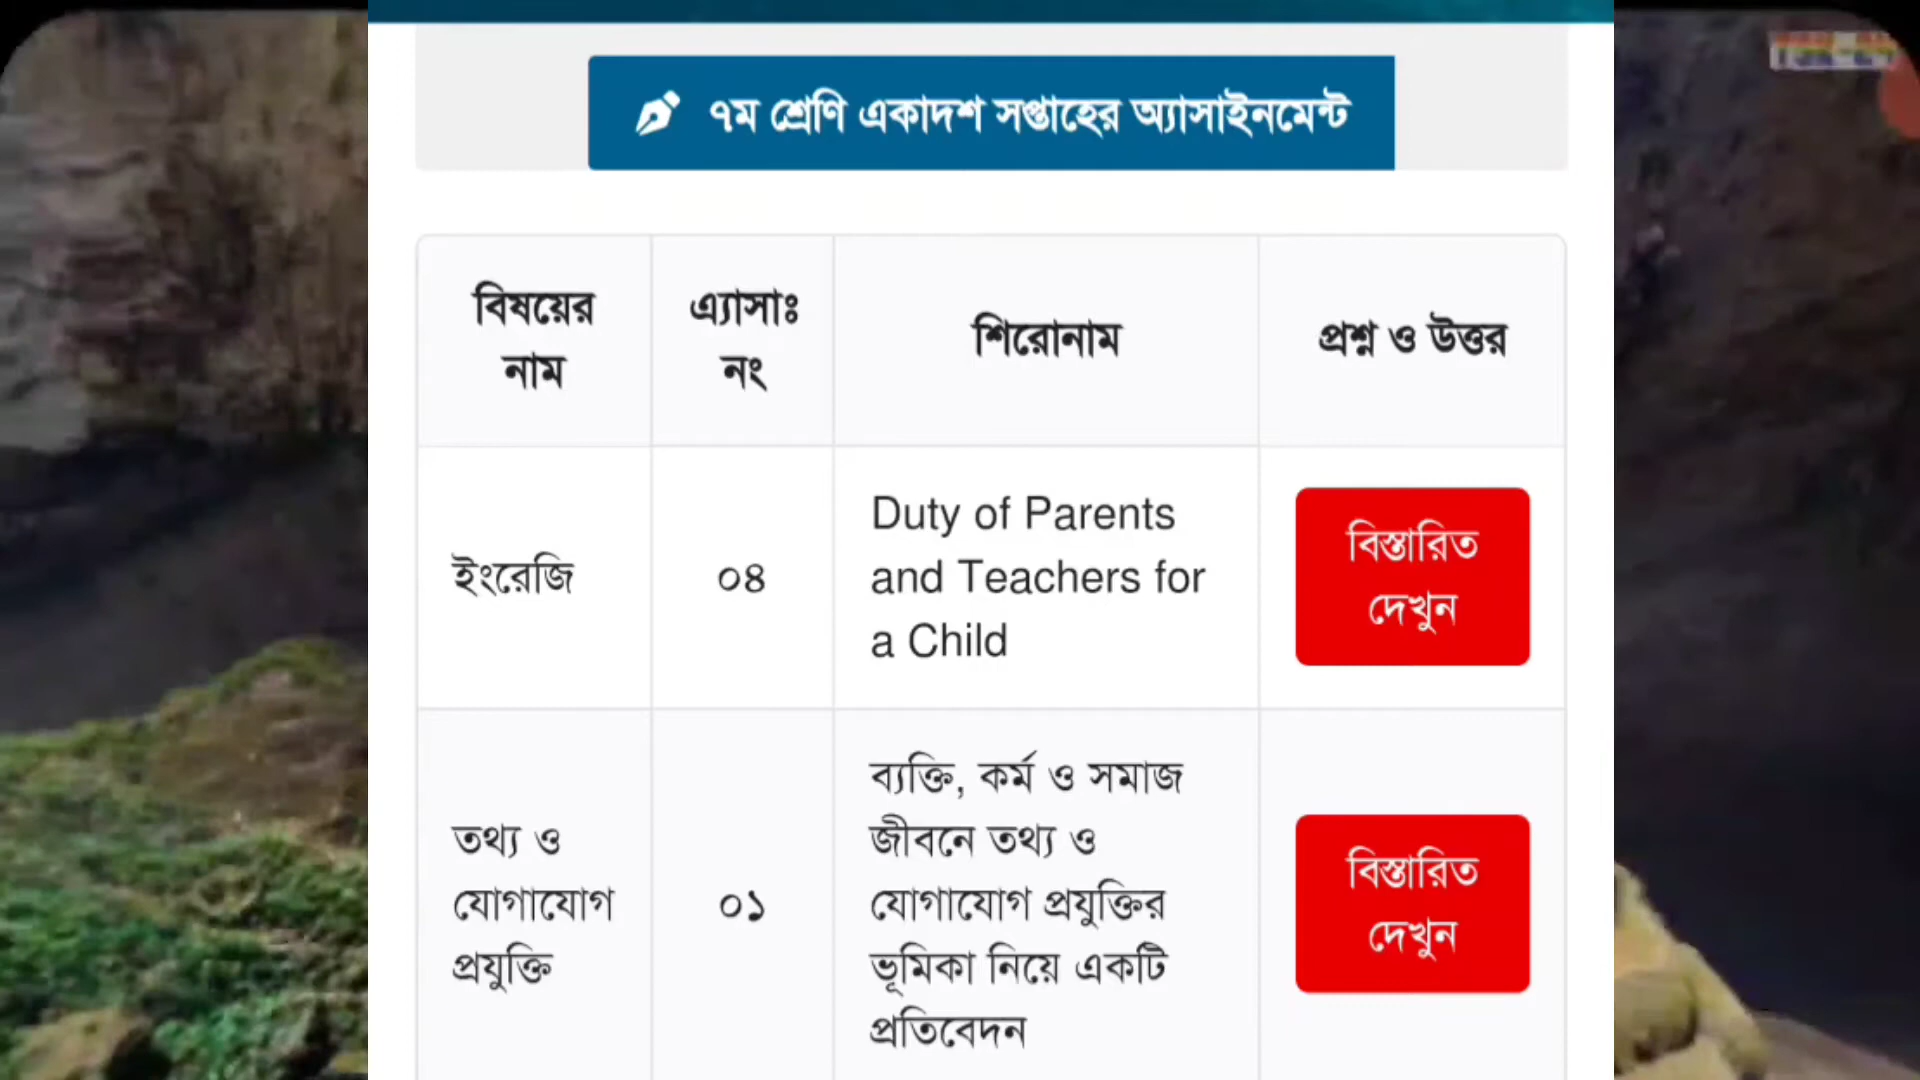 ৭ম শ্রেণি একাদশ সপ্তাহের অ্যাসাইনমেন্ট
বিষয়ের
নাম
এ্যাসাঃ
নং
শিরোনাম
প্রশ্ন ও উত্তর
ইংরেজি
০৪
Duty of Parents
and Teachers for
a Child
বিস্তারিত
দেখুন
তথ্য ও
যোগাযোগ
প্রযুক্তি
০১
ব্যক্তি, কর্ম ও সমাজ
জীবনে তথ্য ও
যোগাযোগ প্রযুক্তির
ভূমিকা নিয়ে একটি
প্রতিবেদন
বিস্তারিত
দেখুন